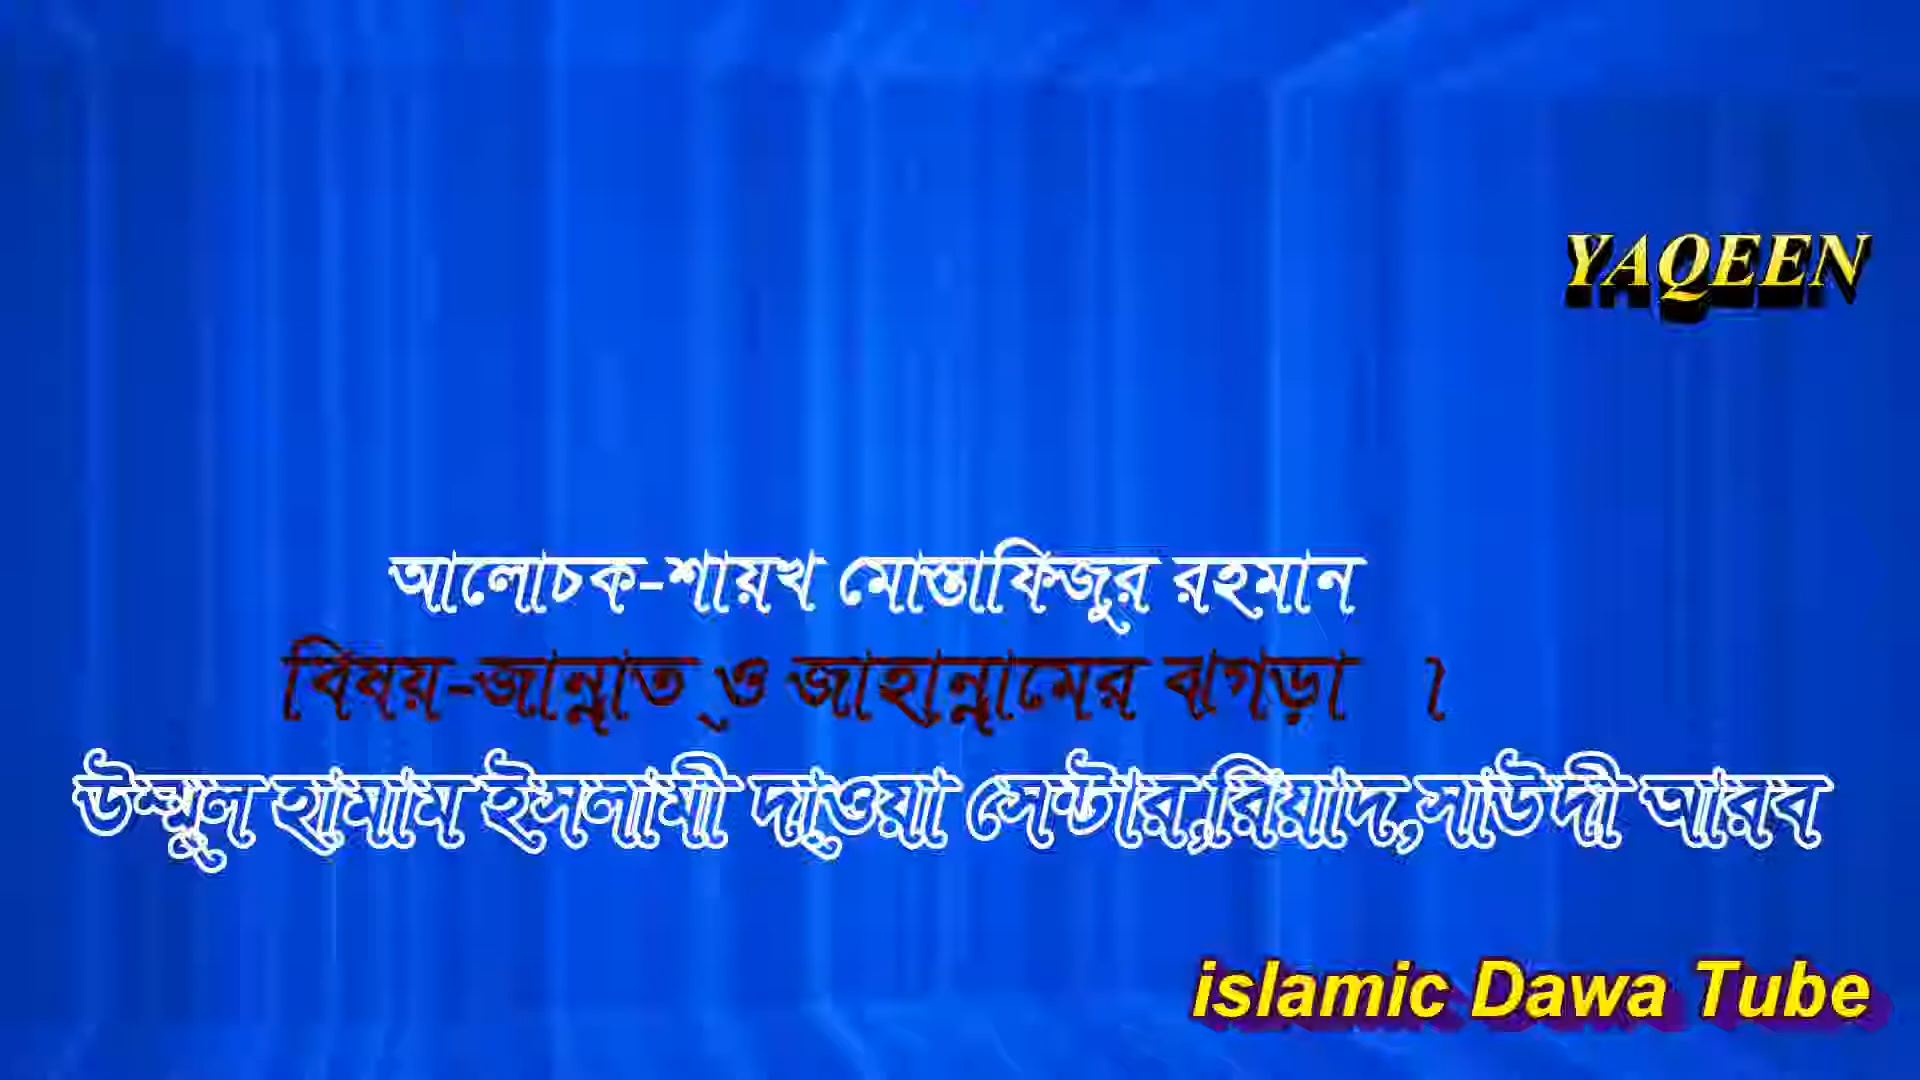 YAQEEN
আলোচক-শায়খ মোস্তাফিজুর রহমান
বিষয়-জান্নাত ও জাহান্নামের ঝগড়া ।
উম্মুল হামাম ইসলামী দা্ওয়া সেন্টার,রিয়াদ,সাউদী আরব
islamic Dawa Tube